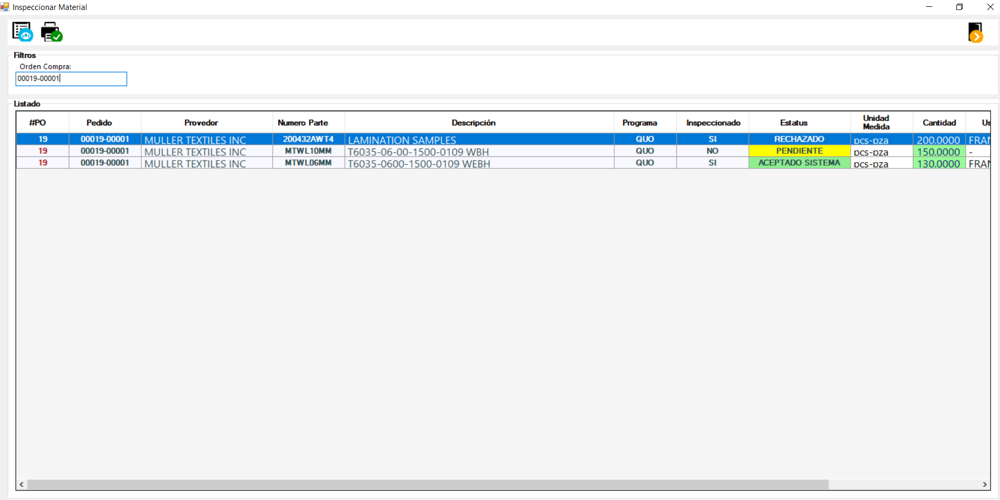 Inspeccionar Material
Filtros
Orden Compra:
00019-00001
Listado
#PO Pedido Provedor Numero Parte Descripción Programa Inspeccionado Estatus Unidad Medida Cantidad Us
19 00019-00001 MULLER TEXTILES INC 200432AWT4 LAMINATION SAMPLES QUO SI RECHAZADO pcs-pza 200.0000 FRAN
19 00019-00001 MULLER TEXTILES INC MTWL10MM T6035-06-00-1500-0109 WBH QUO NO PENDIENTE pcs-pza 150.0000 -
19 00019-00001 MULLER TEXTILES INC MTWL06MM T6035-0600-1500-0109 WEBH QUO SI ACEPTADO SISTEMA pcs-pza 130.0000 FRAN